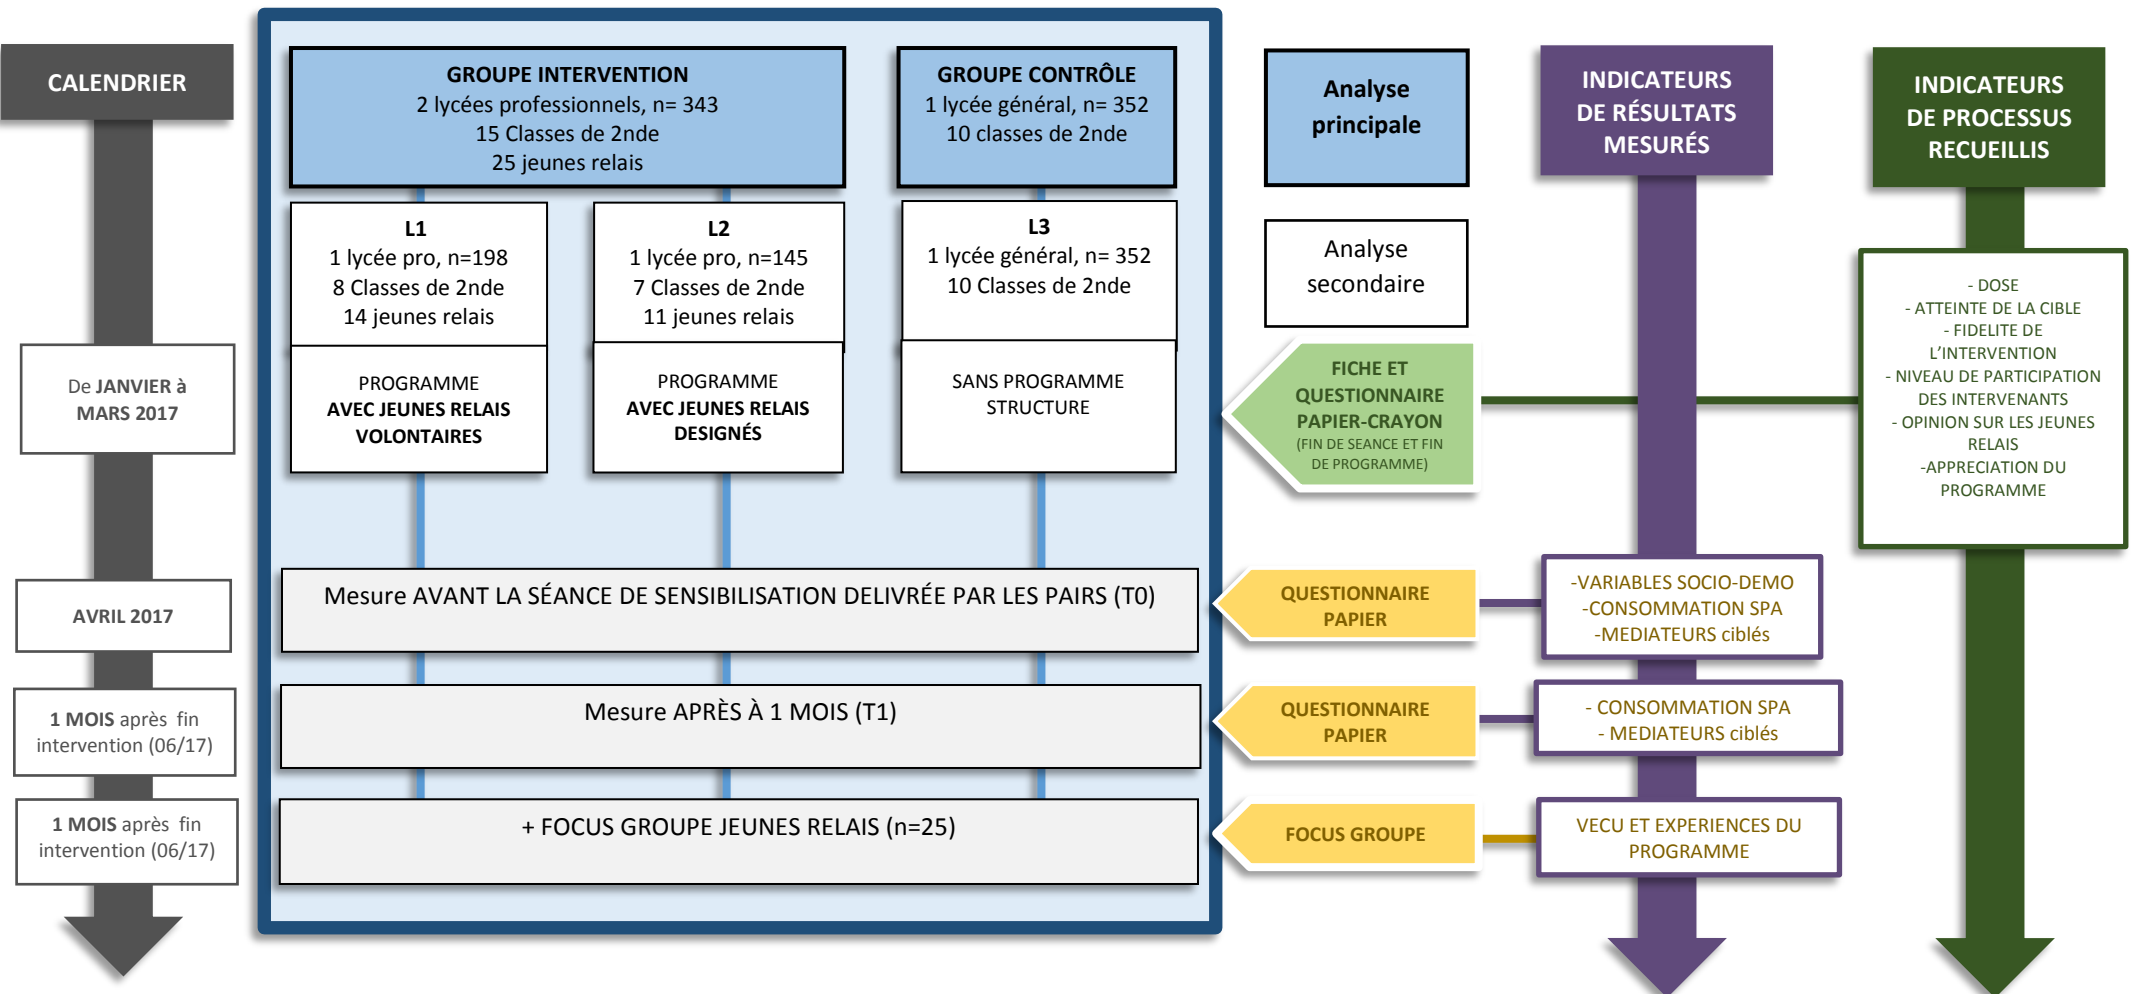 CALENDRIER
De JANVIER à
MARS 2017
AVRIL 2017
1 MOIS après fin
intervention (06/17)
1 MOIS après fin
intervention (06/17)
GROUPE INTERVENTION
2 lycées professionnels, n= 343
15 Classes de 2nde
25 jeunes relais
GROUPE CONTRÔLE
1 lycée général, n= 352
10 classes de 2nde
L1
1 lycée pro, n=198
8 Classes de 2nde
14 jeunes relais
L2
1 lycée pro, n=145
7 Classes de 2nde
11 jeunes relais
L3
1 lycée général, n= 352
10 Classes de 2nde
PROGRAMME
AVEC JEUNES RELAIS
VOLONTAIRES
PROGRAMME
AVEC JEUNES RELAIS
DESIGNÉS
SANS PROGRAMME
STRUCTURE
Mesure AVANT LA SÉANCE DE SENSIBILISATION DELIVRÉE PAR LES PAIRS (T0)
Mesure APRÈS À 1 MOIS (T1)
+ FOCUS GROUPE JEUNES RELAIS (n=25)
Analyse
principale
Analyse
secondaire
FICHE ET
QUESTIONNAIRE
PAPIER-CRAYON
(FIN DE SEANCE ET FIN
DE PROGRAMME)
QUESTIONNAIRE
PAPIER
QUESTIONNAIRE
PAPIER
FOCUS GROUPE
INDICATEURS
DE RÉSULTATS
MESURÉS
-VARIABLES SOCIO-DEMO
-CONSOMMATION SPA
-MEDIATEURS ciblés
- CONSOMMATION SPA
- MEDIATEURS ciblés
VECU ET EXPERIENCES DU
PROGRAMME
INDICATEURS
DE PROCESSUS
RECUEILLIS
- DOSE
- ATTEINTE DE LA CIBLE
- FIDELITE DE
L'INTERVENTION
- NIVEAU DE PARTICIPATION
DES INTERVENANTS
- OPINION SUR LES JEUNES
RELAIS
-APPRECIATION DU
PROGRAMME